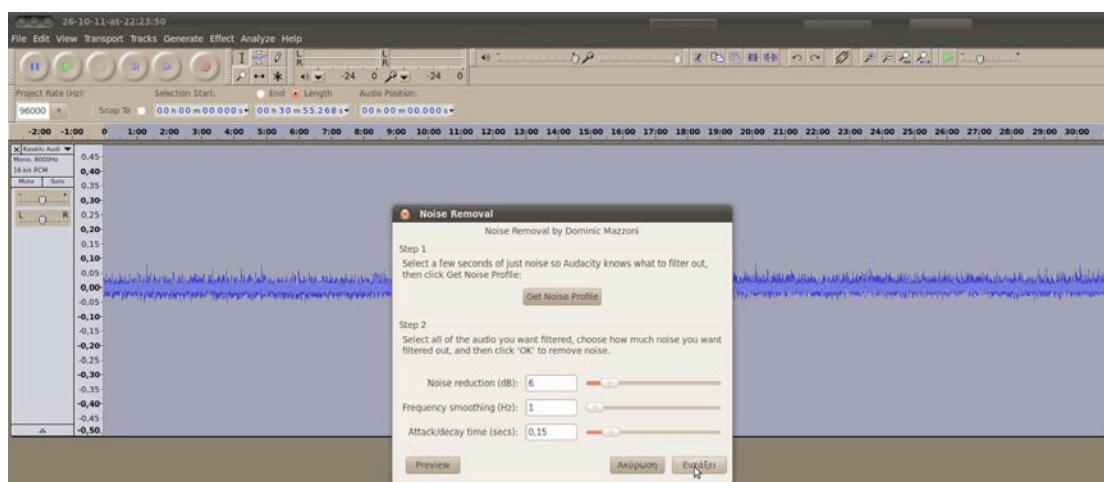 26-10-11-at-22:23:50
File Edit View Transport Tracks Generate Effect Analyze Help
L
R
L
R
-24 0
-24 0
Project Rate (Hz):
Selection Start:
End
Length
Audio Position:
96000
Snap To
00 h 00 m 00.000 s
00 h 30 m 55.268 s
00 h 00 m 00.000 s
-2:00 -1:00 0 1:00 2:00 3:00 4:00 5:00 6:00 7:00 8:00 9:00 10:00 11:00 12:00 13:00 14:00 15:00 16:00 17:00 18:00 19:00 20:00 21:00 22:00 23:00 24:00 25:00 26:00 27:00 28:00 29:00 30:00
Mono, 8000Hz
16-bit PCM
Mute Solo
L R
0,45
0,40
0,35
0,30
0,25
0,20
0,15
0,10
0,05
0,00
-0,05
-0,10
-0,15
-0,20
-0,25
-0,30
-0,35
-0,40
-0,45
-0,50
Noise Removal
Noise Removal by Dominic Mazzoni
Step 1
Select a few seconds of just noise so Audacity knows what to filter out,
then click Get Noise Profile:
Get Noise Profile
Step 2
Select all of the audio you want filtered, choose how much noise you want
filtered out, and then click 'OK' to remove noise.
Noise reduction (dB): 6
Frequency smoothing (Hz): 1
Attack/decay time (secs): 0,15
Preview
Ακύρωση
Εντάξει